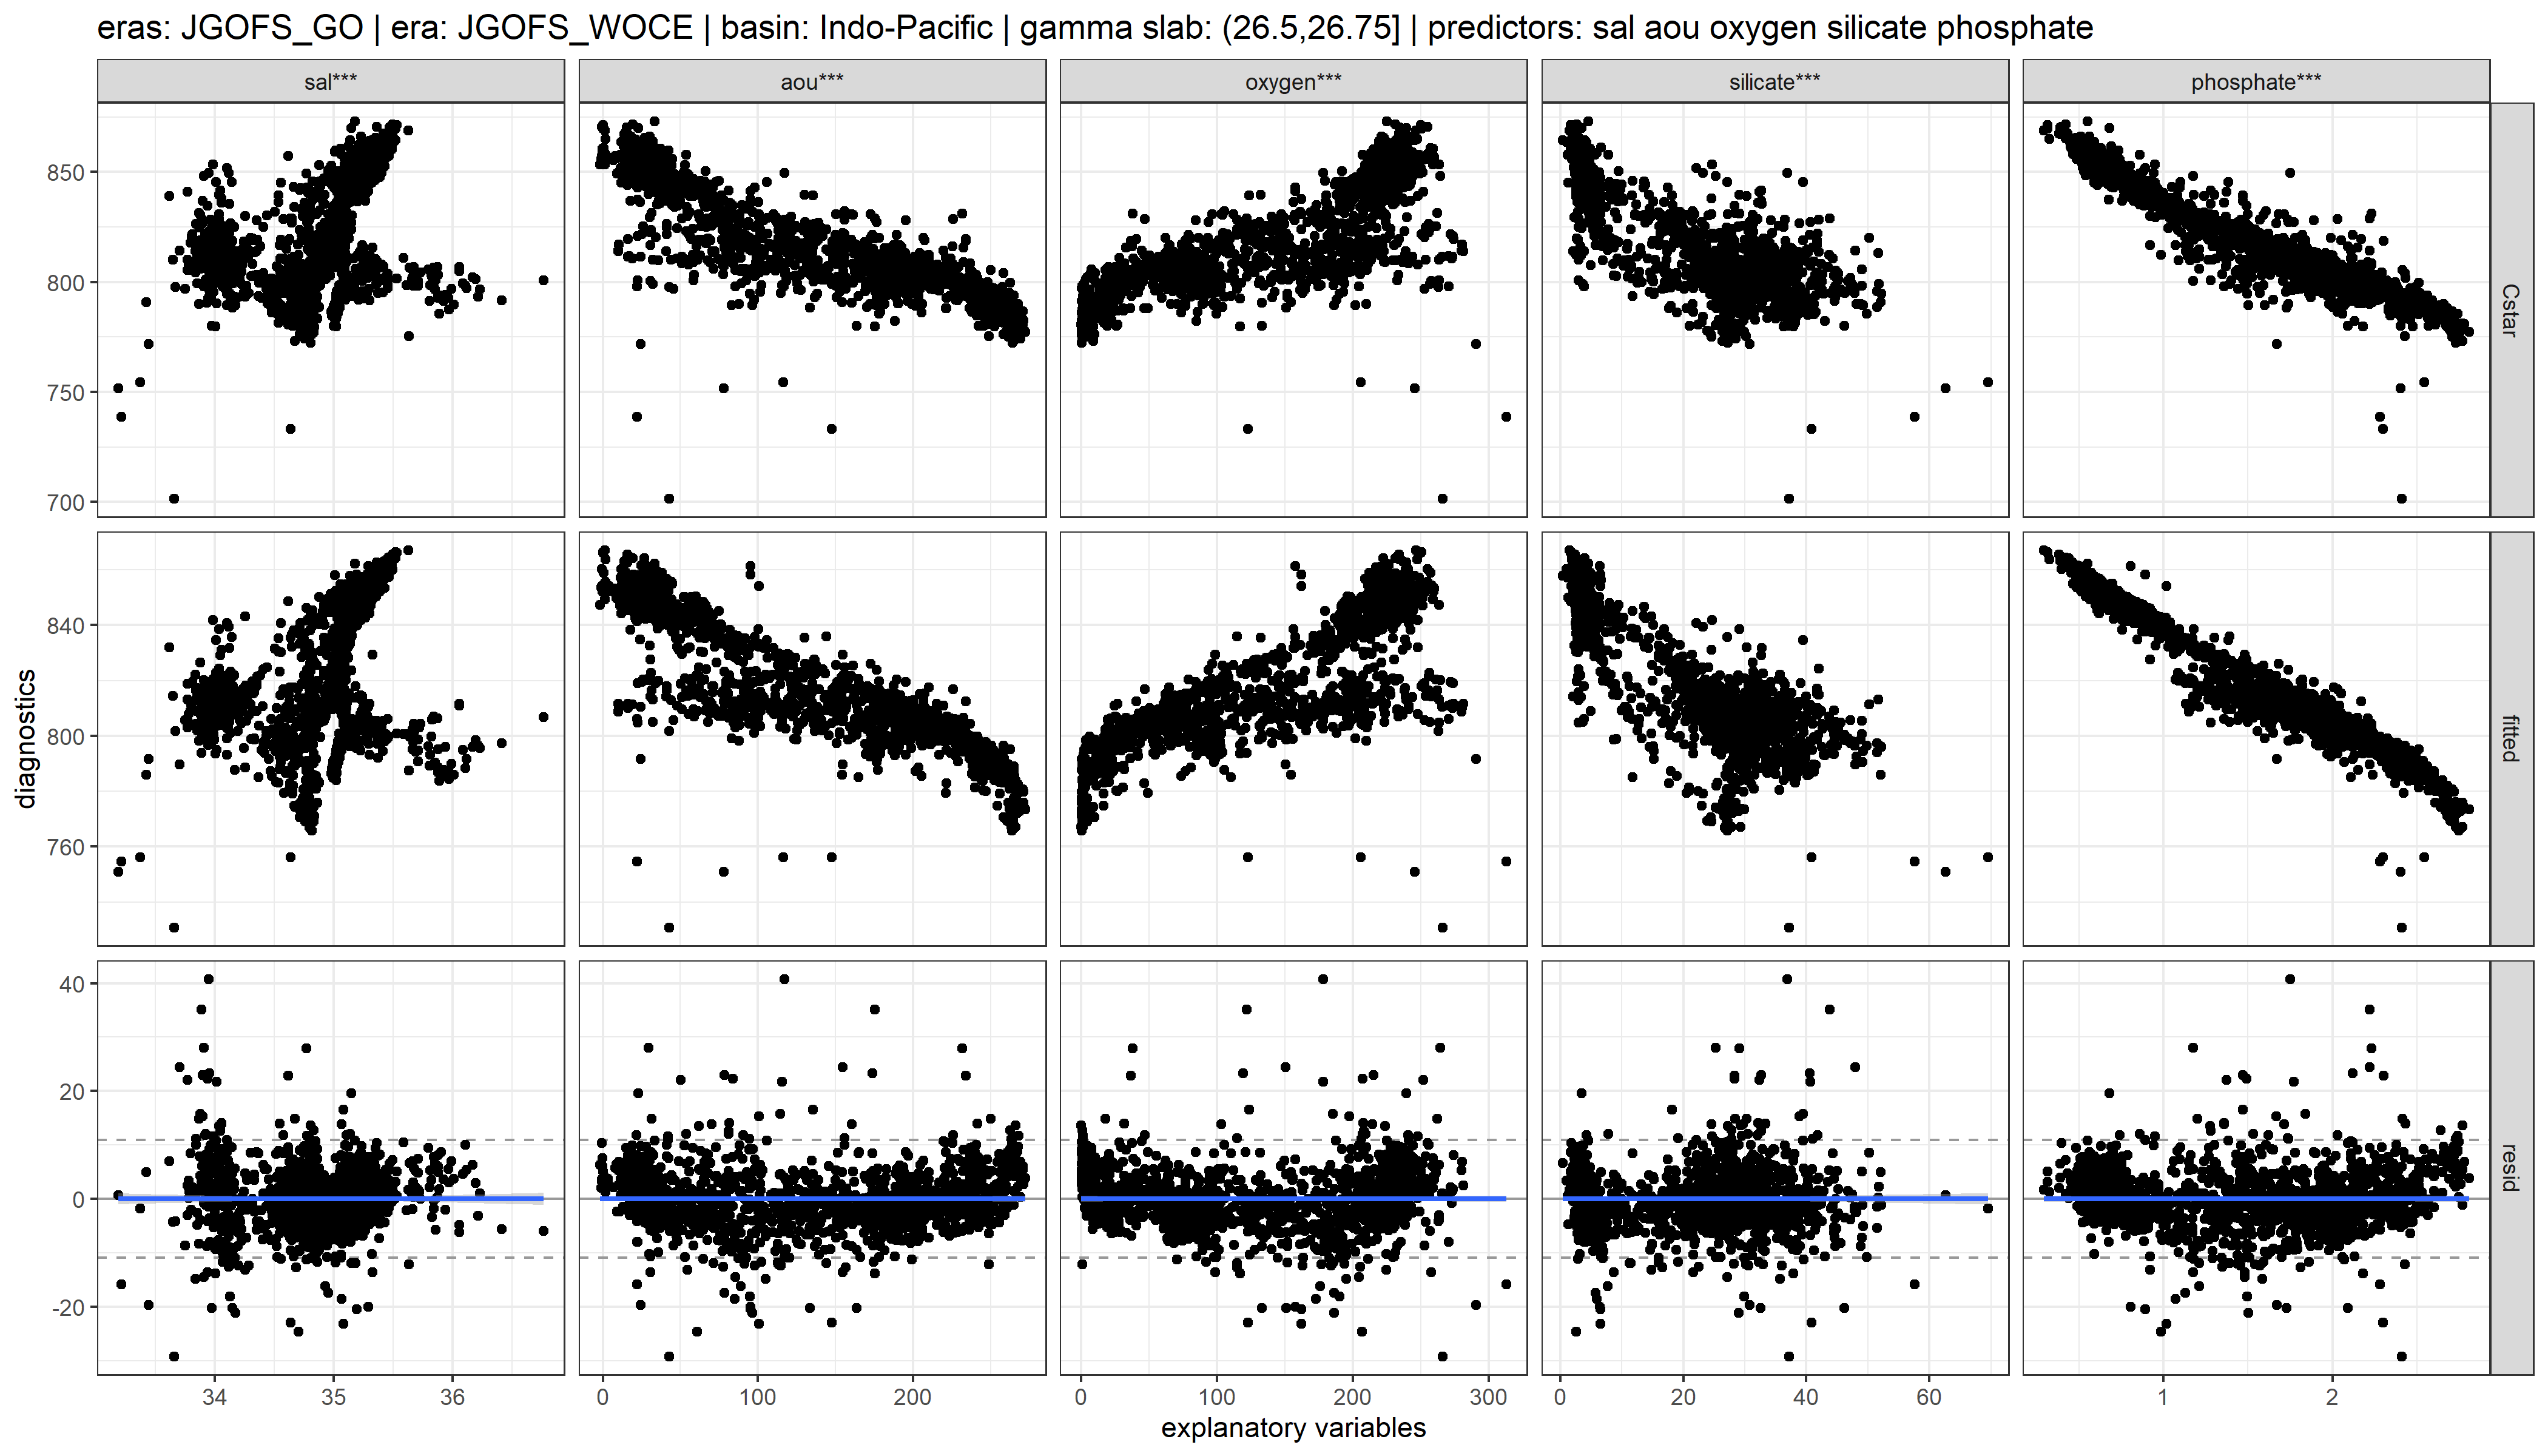 eras: JGOFS_GO | era: JGOFS_WOCE | basin: Indo-Pacific | gamma slab: (26.5,26.75] | predictors: sal aou oxygen silicate phosphate
sal*** aou*** oxygen*** silicate*** phosphate***
850
800
750
700
Cstar
840
800
760
fitted
diagnostics
40
20
0
-20
resid
34 35 36 0 100 200 0 100 200 300 0 20 40 60 1 2
explanatory variables